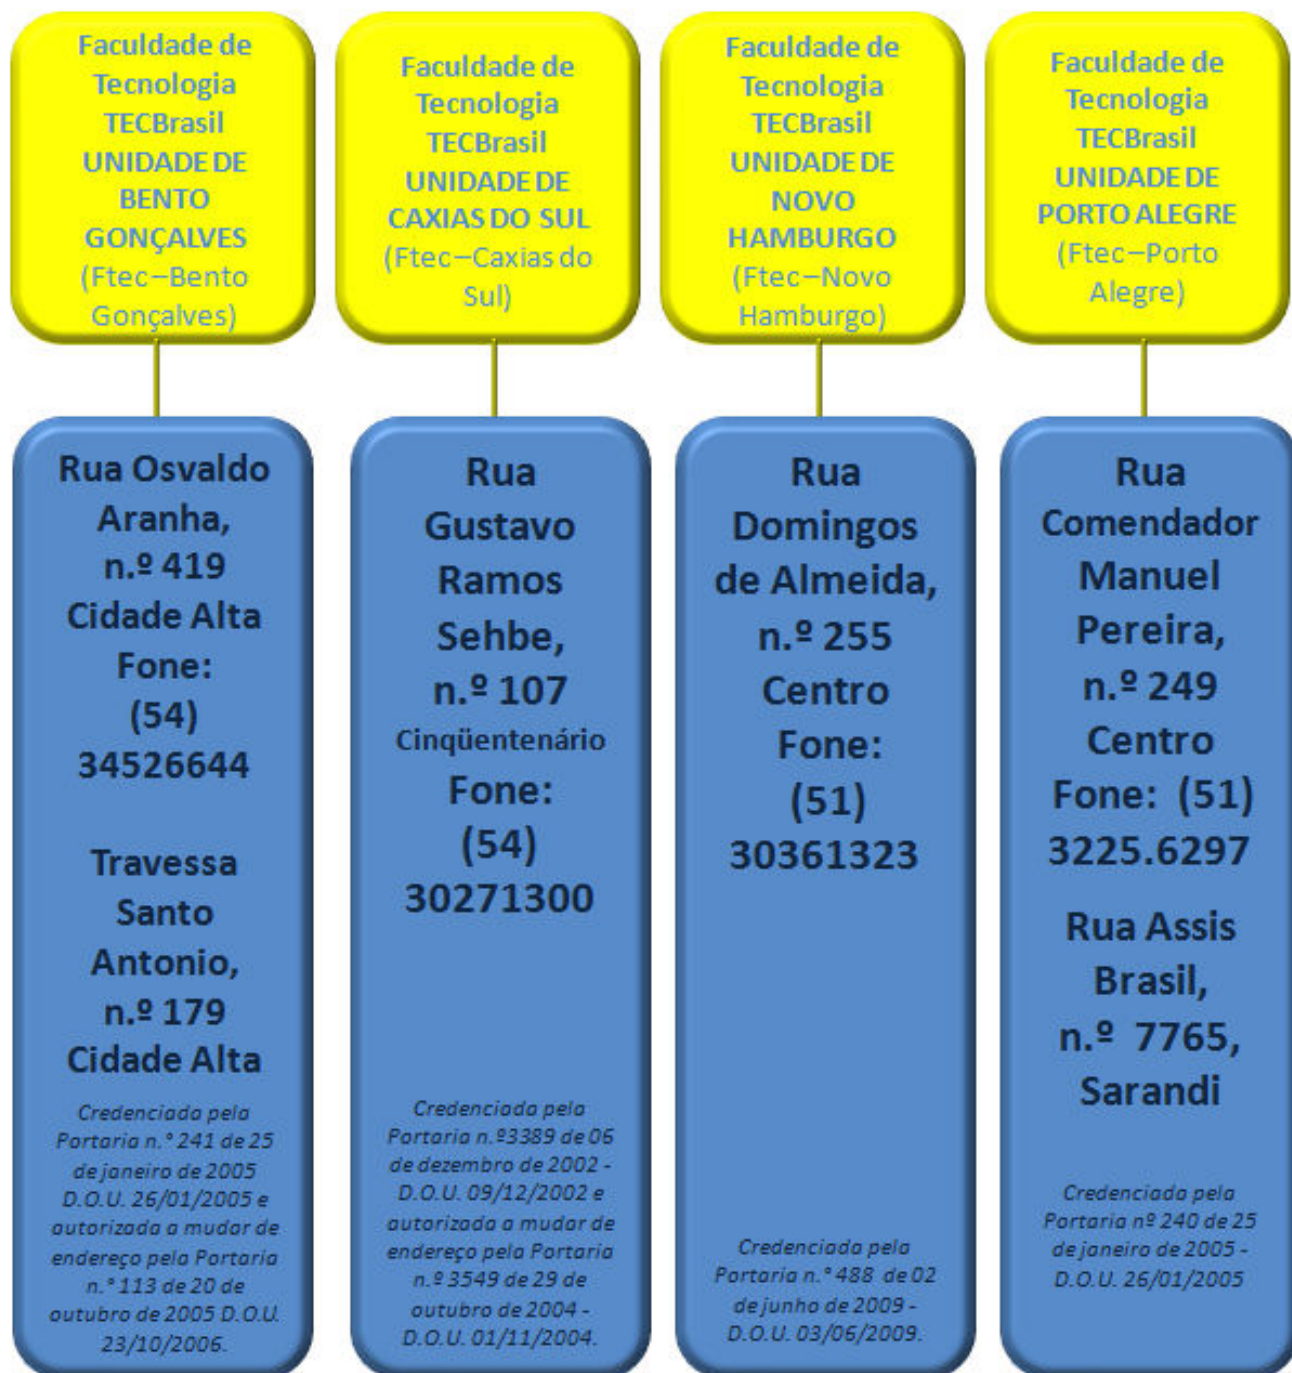 Faculdade de
Tecnologia
TECBrasil
UNIDADE DE
BENTO
GONÇALVES
(Ftec–Bento
Gonçalves)
Rua Osvaldo
Aranha,
n.º 419
Cidade Alta
Fone:
(54)
34526644
Travessa
Santo
Antonio,
n.º 179
Cidade Alta
Credenciada pela
Portaria n.° 241 de 25
de janeiro de 2005
D.O.U. 26/01/2005 e
autorizada a mudar de
endereço pela Portaria
n.° 113 de 20 de
outubro de 2005 D.O.U.
23/10/2006.
Faculdade de
Tecnologia
TECBrasil
UNIDADE DE
CAXIAS DO SUL
(Ftec–Caxias do
Sul)
Rua
Gustavo
Ramos
Sehbe,
n.º 107
Cinqüentenário
Fone:
(54)
30271300
Credenciada pela
Portaria n.º3389 de 06
de dezembro de 2002 -
D.O.U. 09/12/2002 e
autorizada a mudar de
endereço pela Portaria
n.º 3549 de 29 de
outubro de 2004 -
D.O.U. 01/11/2004.
Faculdade de
Tecnologia
TECBrasil
UNIDADE DE
NOVO
HAMBURGO
(Ftec–Novo
Hamburgo)
Rua
Domingos
de Almeida,
n.º 255
Centro
Fone:
(51)
30361323
Credenciada pela
Portaria n.° 488 de 02
de junho de 2009 -
D.O.U. 03/06/2009.
Faculdade de
Tecnologia
TECBrasil
UNIDADE DE
PORTO ALEGRE
(Ftec–Porto
Alegre)
Rua
Comendador
Manuel
Pereira,
n.º 249
Centro
Fone: (51)
3225.6297
Rua Assis
Brasil,
n.º 7765,
Sarandi
Credenciada pela
Portaria nº 240 de 25
de janeiro de 2005 -
D.O.U. 26/01/2005